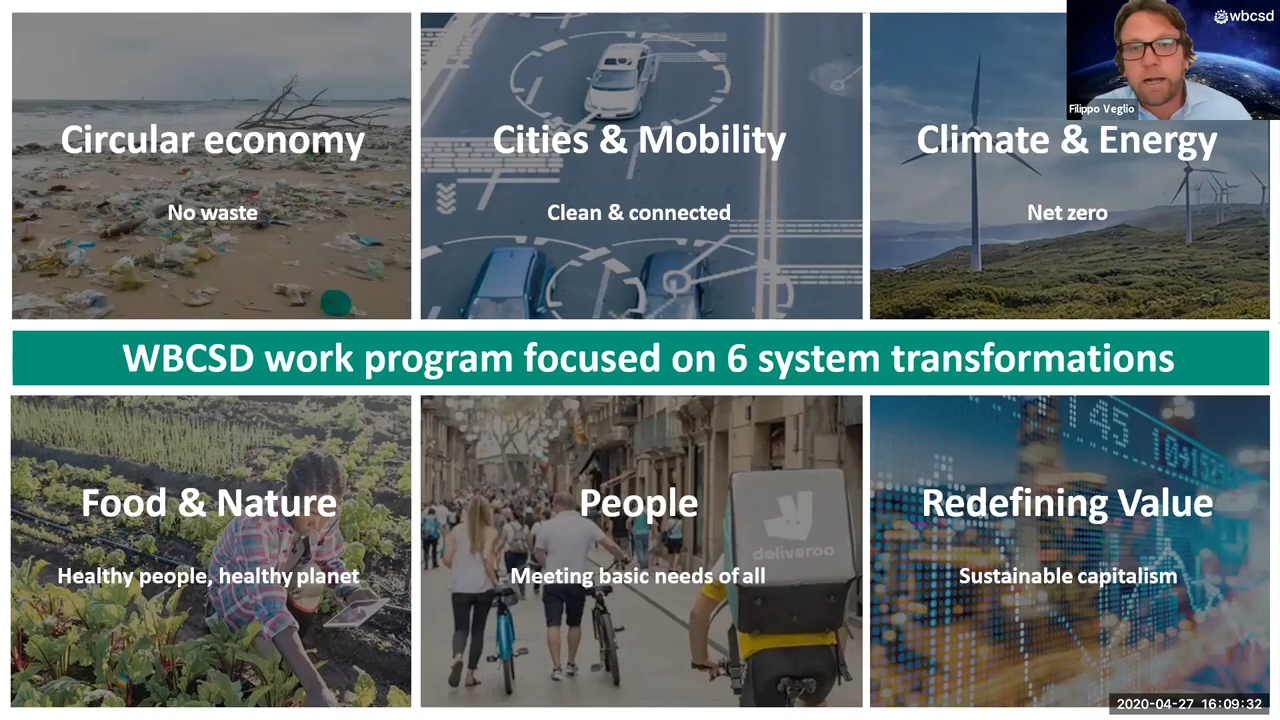 wbcsd
Filippo Veglio
Circular economy
No waste
Cities & Mobility
Clean & connected
Climate & Energy
Net zero
WBCSD work program focused on 6 system transformations
Food & Nature
Healthy people, healthy planet
People
Meeting basic needs of all
deliveroo
Redefining Value
Sustainable capitalism
2020-04-27 16:09:32